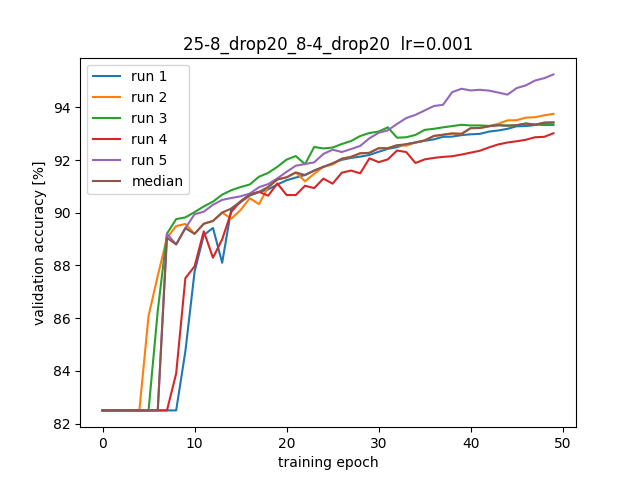 25-8_drop20_8-4_drop20  lr=0.001
run 1
run 2
run 3
run 4
run 5
median
validation accuracy [%]
94
92
90
88
86
84
82
0 10 20 30 40 50
training epoch